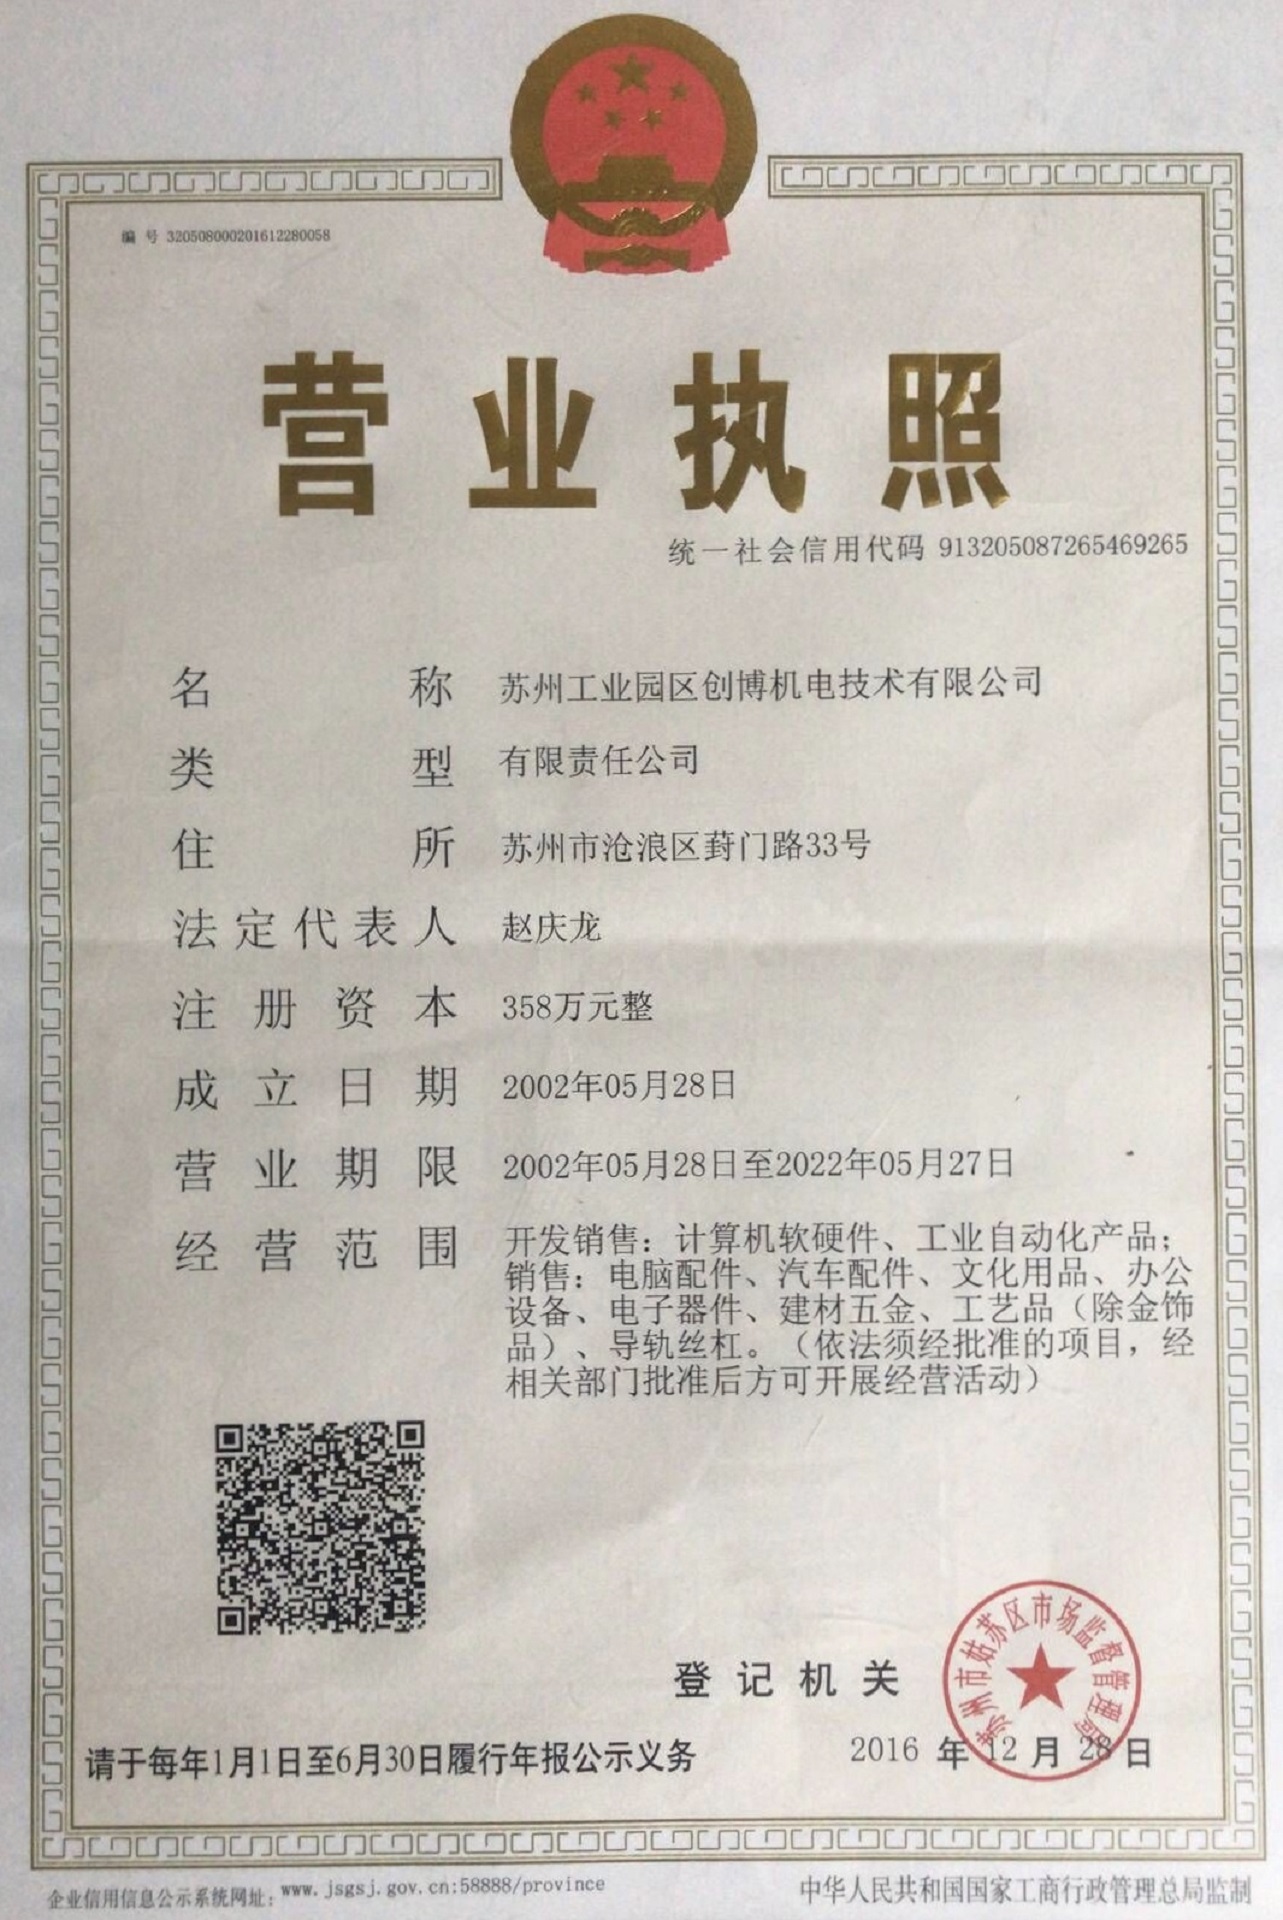 编 号 320508000201612280058
营业执照
统一社会信用代码 913205087265469265
名称 苏州工业园区创博机电技术有限公司
类型 有限责任公司
住所 苏州市沧浪区葑门路33号
法定代表人 赵庆龙
注册资本 358万元整
成立日期 2002年05月28日
营业期限 2002年05月28日至2022年05月27日
经营范围 开发销售：计算机软硬件、工业自动化产品；
销售：电脑配件、汽车配件、文化用品、办公
设备、电子器件、建材五金、工艺品（除金饰
品）、导轨丝杠。（依法须经批准的项目，经
相关部门批准后方可开展经营活动）
登记机关
苏州市姑苏区市场监督管理局
请于每年1月1日至6月30日履行年报公示义务
2016 年 12 月 28 日
企业信用信息公示系统网址：www.jsgsj.gov.cn:58888/province
中华人民共和国国家工商行政管理总局监制